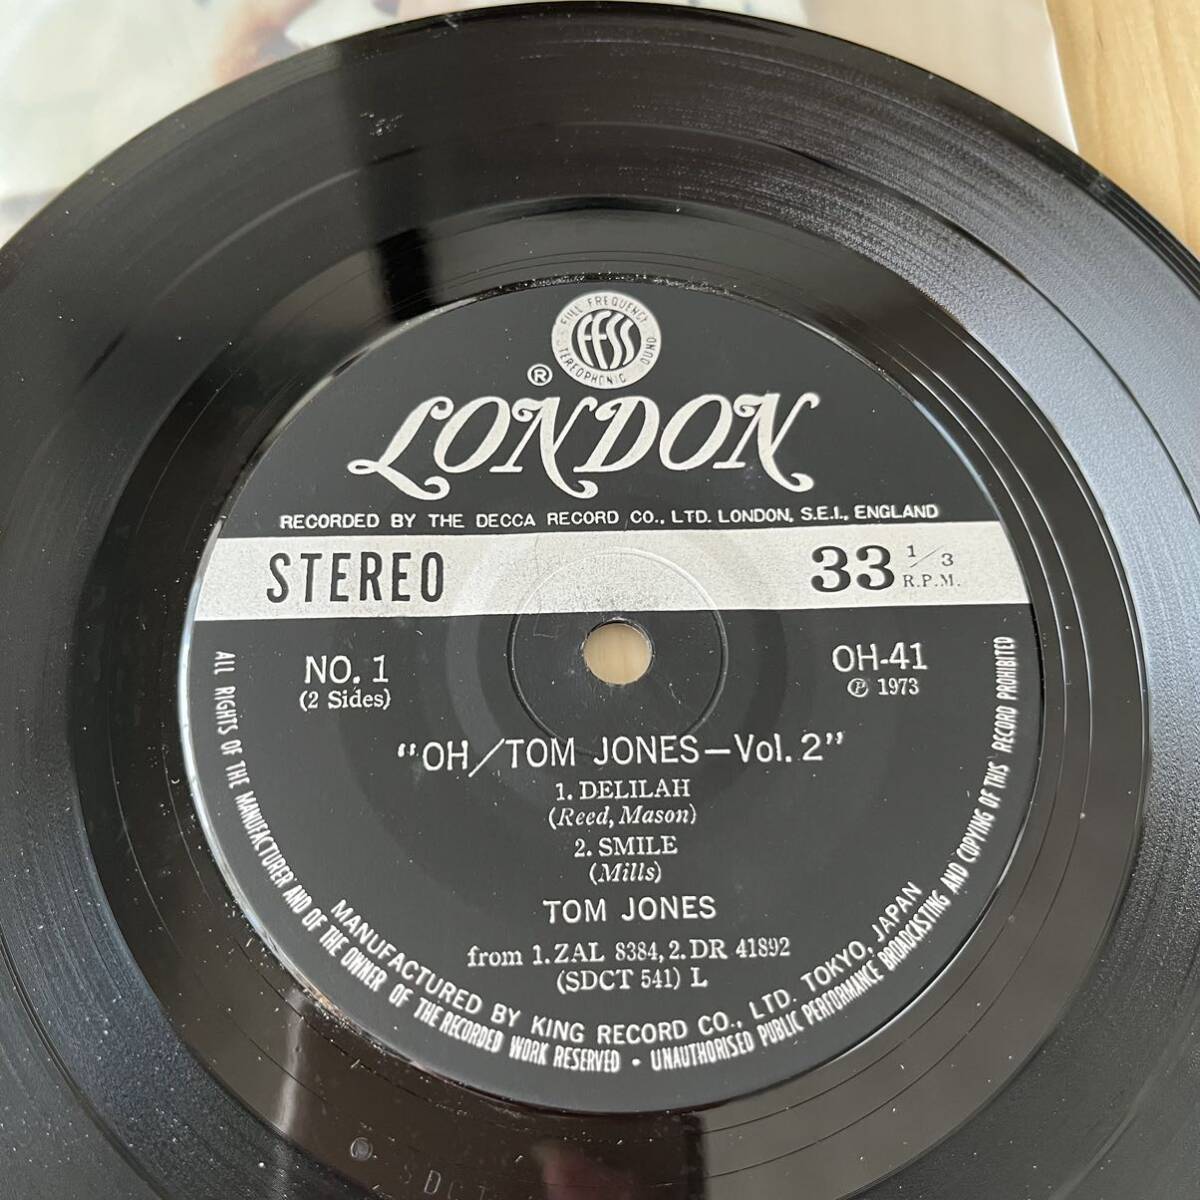 FULL FREQUENCY
ffss
STEREOPHONIC SOUND
®
LONDON
RECORDED BY THE DECCA RECORD CO., LTD. LONDON, S.E.I., ENGLAND
STEREO
33 1/3
R.P.M.
NO. 1
(2 Sides)
OH-41
℗ 1973
"OH/TOM JONES—Vol. 2"
1. DELILAH
(Reed, Mason)
2. SMILE
(Mills)
TOM JONES
from 1. ZAL 8384, 2. DR 41892
(SDCT 541) L
MANUFACTURED BY KING RECORD CO., LTD. TOKYO, JAPAN
ALL RIGHTS OF THE MANUFACTURER AND OF THE OWNER OF THE RECORDED WORK RESERVED • UNAUTHORISED PUBLIC PERFORMANCE BROADCASTING AND COPYING OF THIS RECORD PROHIBITED
SDCT